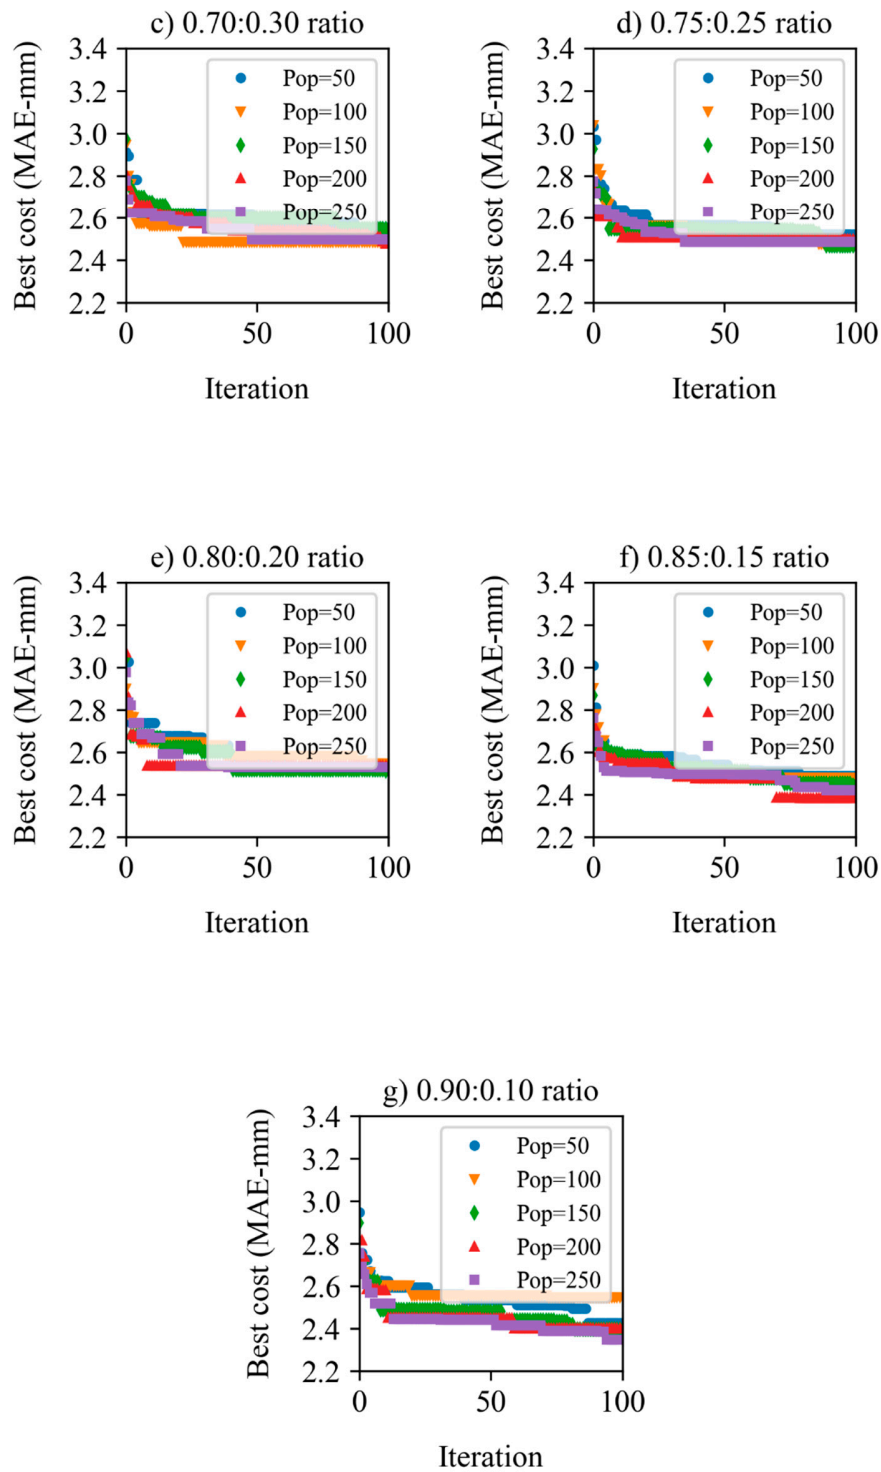 c) 0.70:0.30 ratio
Best cost (MAE-mm)
3.4
3.2
3.0
2.8
2.6
2.4
2.2
0 50 100
Iteration
Pop=50
Pop=100
Pop=150
Pop=200
Pop=250
d) 0.75:0.25 ratio
Best cost (MAE-mm)
3.4
3.2
3.0
2.8
2.6
2.4
2.2
0 50 100
Iteration
Pop=50
Pop=100
Pop=150
Pop=200
Pop=250
e) 0.80:0.20 ratio
Best cost (MAE-mm)
3.4
3.2
3.0
2.8
2.6
2.4
2.2
0 50 100
Iteration
Pop=50
Pop=100
Pop=150
Pop=200
Pop=250
f) 0.85:0.15 ratio
Best cost (MAE-mm)
3.4
3.2
3.0
2.8
2.6
2.4
2.2
0 50 100
Iteration
Pop=50
Pop=100
Pop=150
Pop=200
Pop=250
g) 0.90:0.10 ratio
Best cost (MAE-mm)
3.4
3.2
3.0
2.8
2.6
2.4
2.2
0 50 100
Iteration
Pop=50
Pop=100
Pop=150
Pop=200
Pop=250